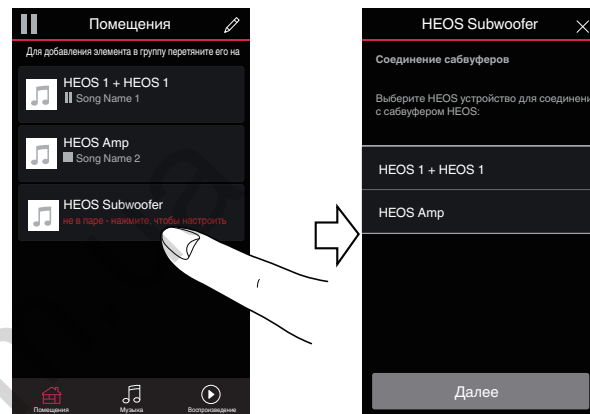 Помещения
Для добавления элемента в группу перетяните его на
HEOS 1 + HEOS 1
Song Name 1
HEOS Amp
Song Name 2
HEOS Subwoofer
не в паре - нажмите, чтобы настроить
Помещения
Музыка
Воспроизведение
HEOS Subwoofer
Соединение сабвуферов
Выберите HEOS устройство для соединени
с сабвуфером HEOS:
HEOS 1 + HEOS 1
HEOS Amp
Далее